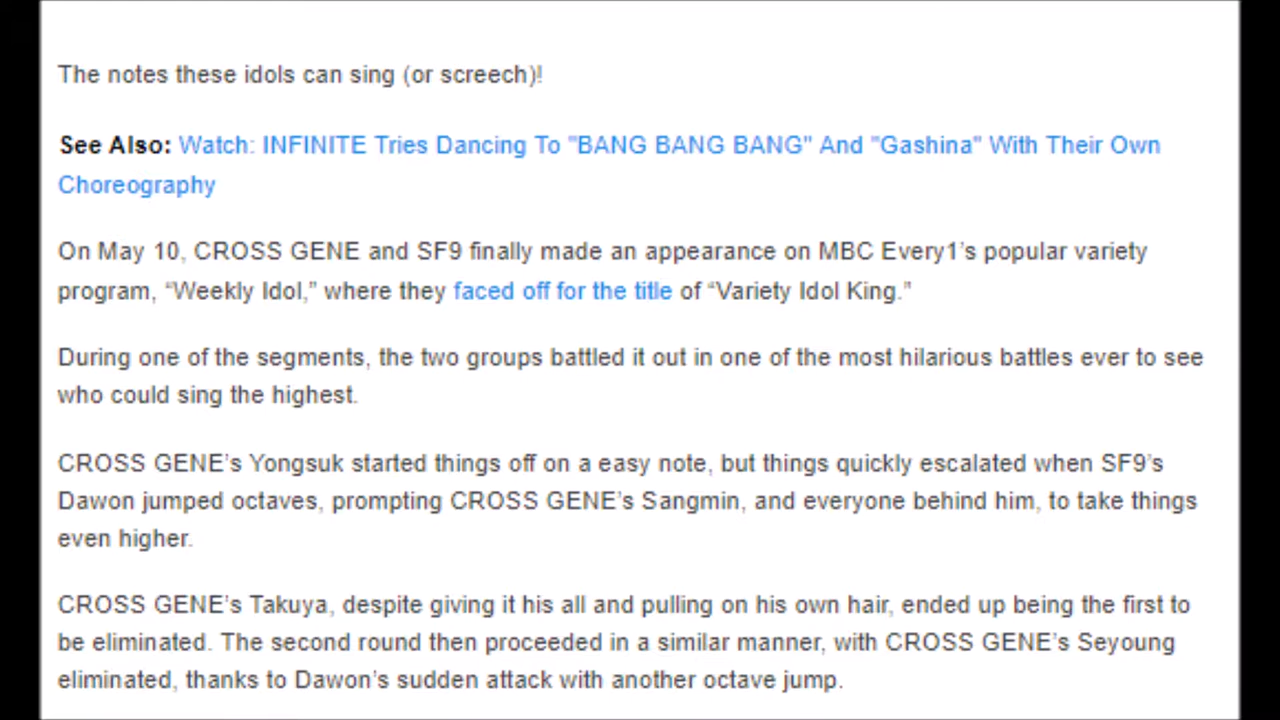 The notes these idols can sing (or screech)!
See Also: Watch: INFINITE Tries Dancing To "BANG BANG BANG" And "Gashina" With Their Own
Choreography
On May 10, CROSS GENE and SF9 finally made an appearance on MBC Every1’s popular variety
program, “Weekly Idol,” where they faced off for the title of “Variety Idol King.”
During one of the segments, the two groups battled it out in one of the most hilarious battles ever to see
who could sing the highest.
CROSS GENE’s Yongsuk started things off on a easy note, but things quickly escalated when SF9’s
Dawon jumped octaves, prompting CROSS GENE’s Sangmin, and everyone behind him, to take things
even higher.
CROSS GENE’s Takuya, despite giving it his all and pulling on his own hair, ended up being the first to
be eliminated. The second round then proceeded in a similar manner, with CROSS GENE’s Seyoung
eliminated, thanks to Dawon’s sudden attack with another octave jump.